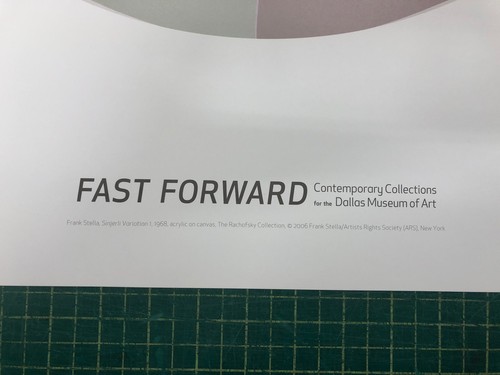 FAST FORWARD
Contemporary Collections
for the Dallas Museum of Art
Frank Stella, Sinjerli Variation I, 1968, acrylic on canvas, The Rachofsky Collection, © 2006 Frank Stella/Artists Rights Society (ARS), New York